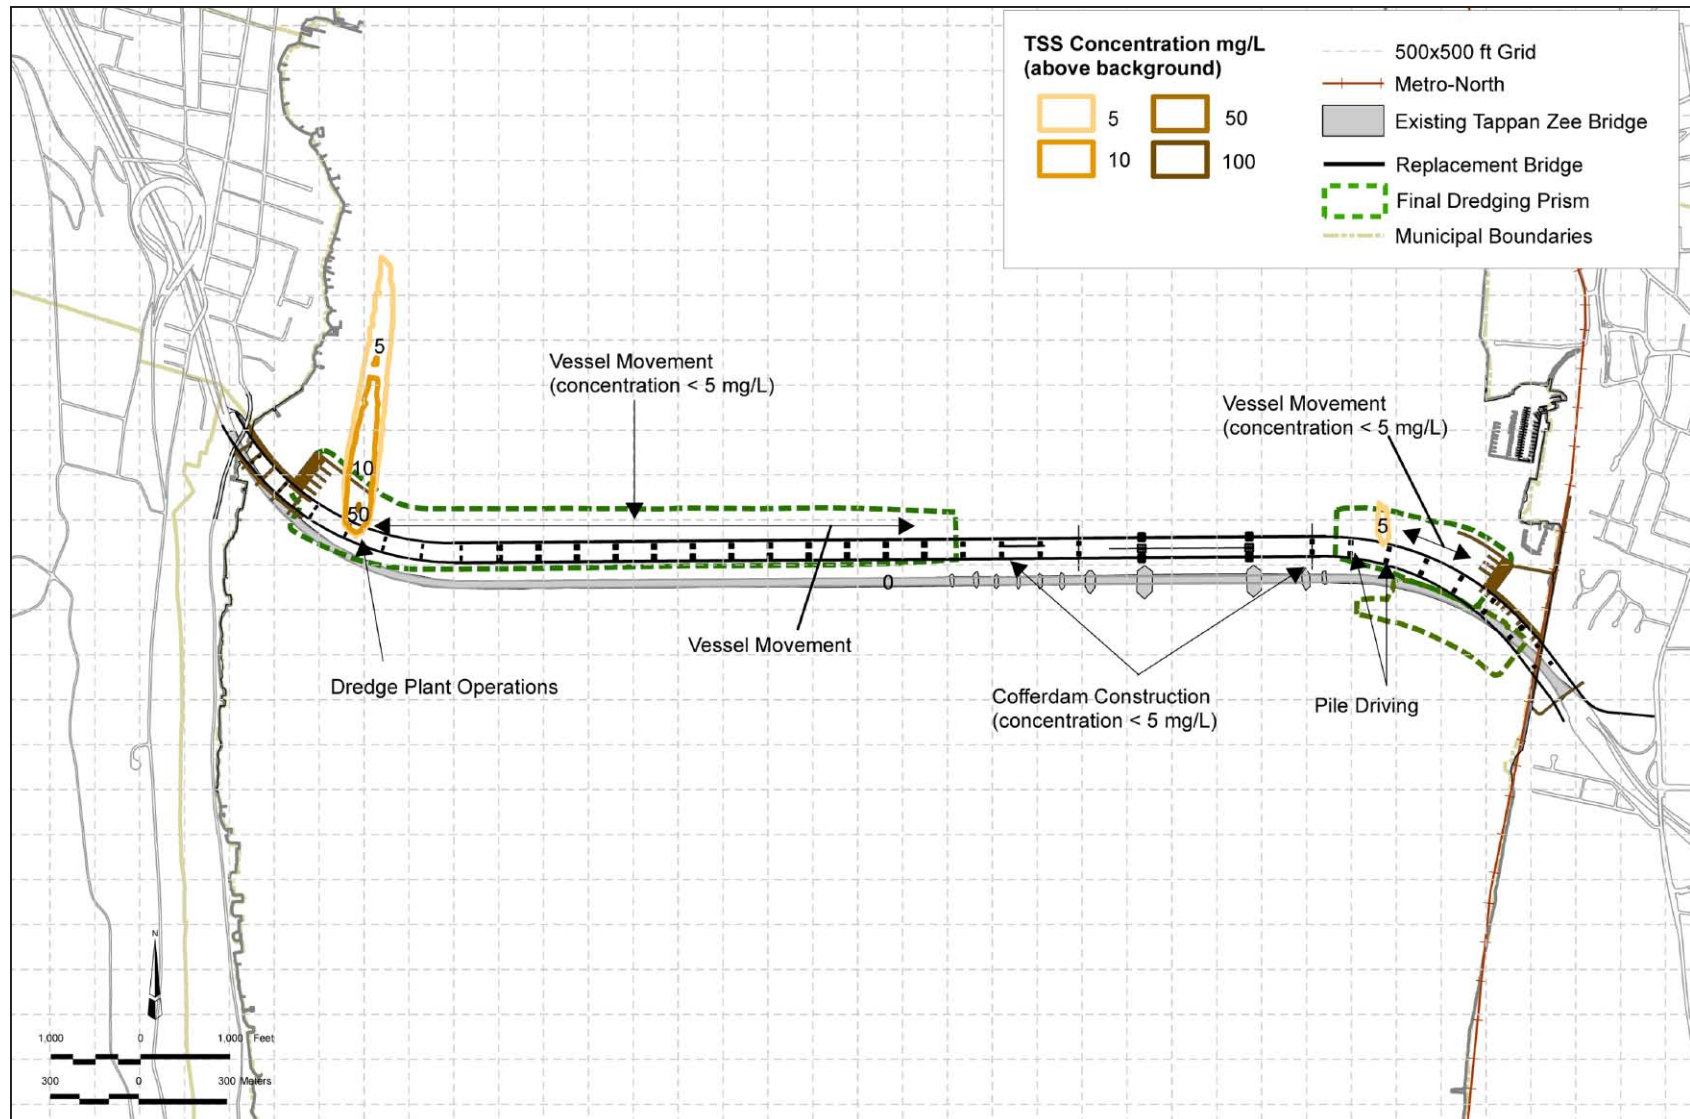 TSS Concentration mg/L
(above background)
5
50
10
100
500x500 ft Grid
Metro-North
Existing Tappan Zee Bridge
Replacement Bridge
Final Dredging Prism
Municipal Boundaries
5
Vessel Movement
(concentration < 5 mg/L)
Vessel Movement
(concentration < 5 mg/L)
10
50
5
0
Vessel Movement
Dredge Plant Operations
Cofferdam Construction
(concentration < 5 mg/L)
Pile Driving
N
1,000 0 1,000 Feet
300 0 300 Meters